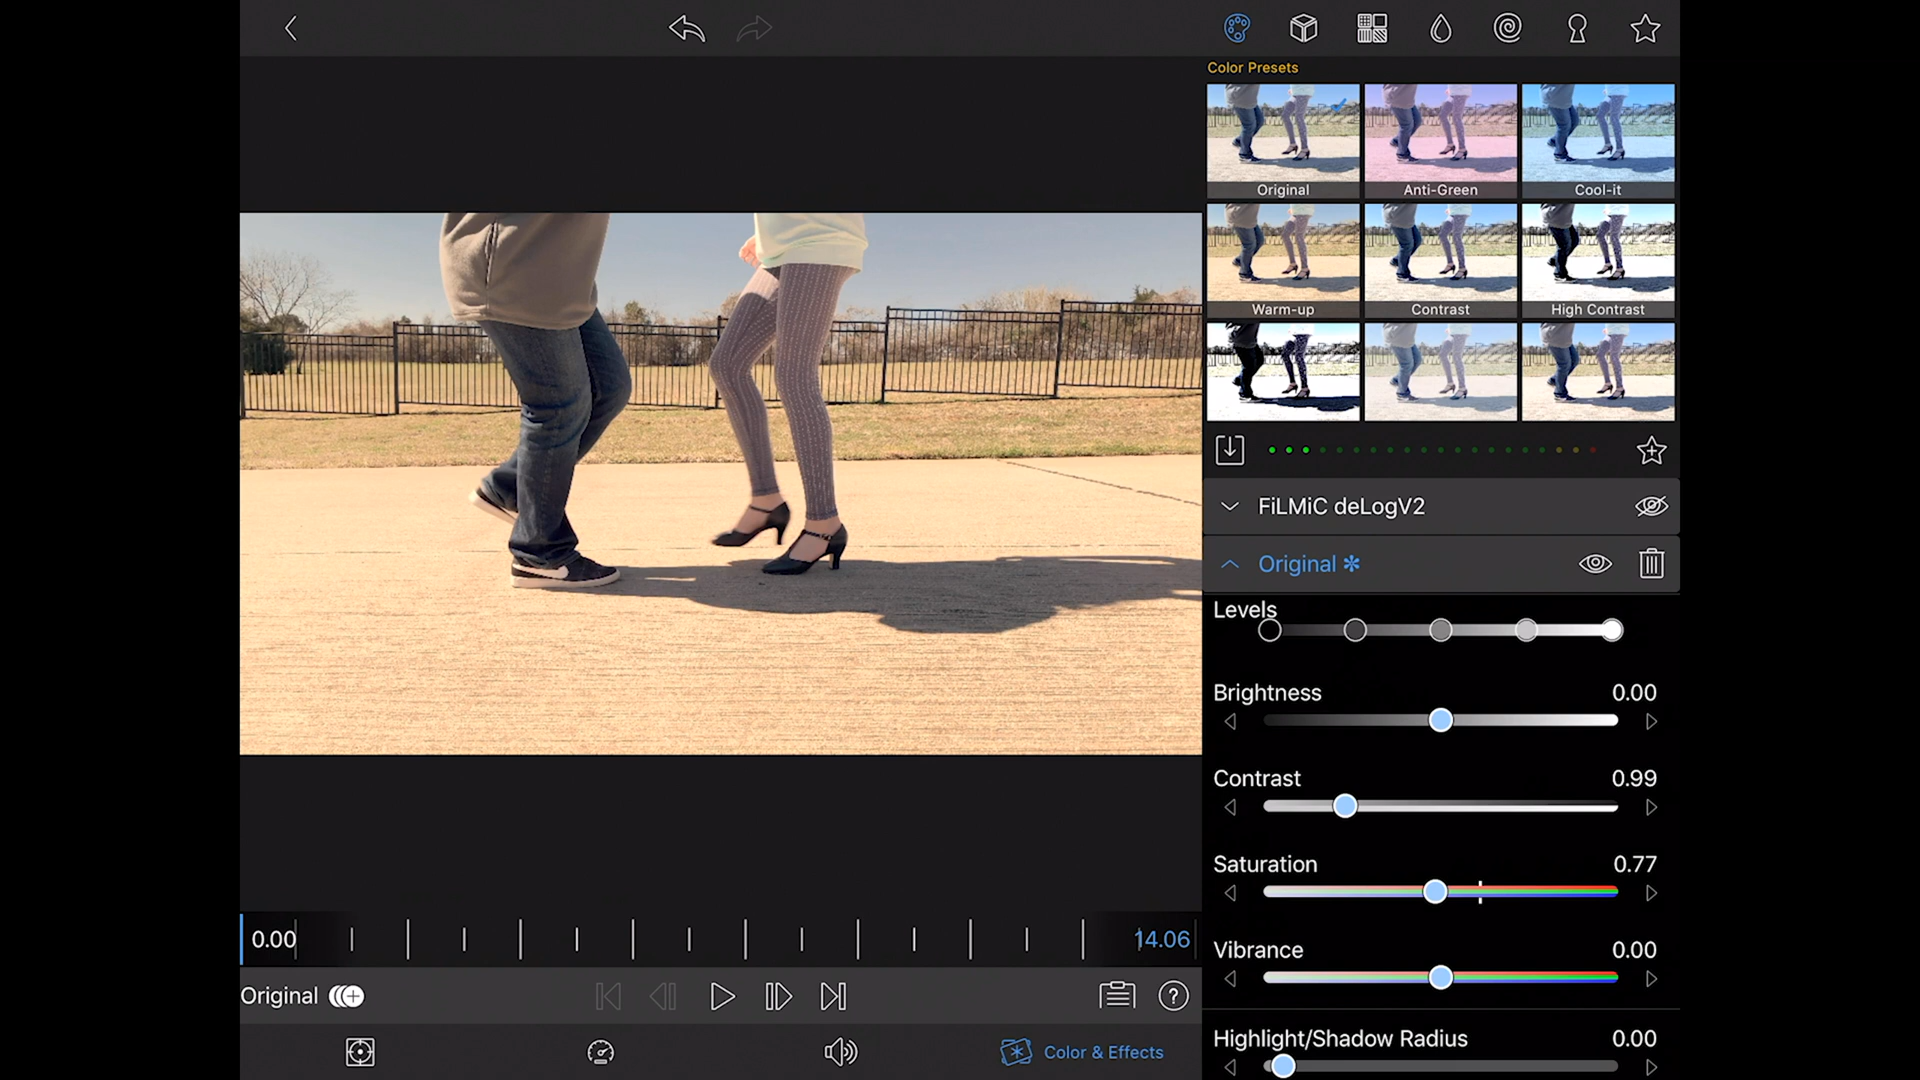 Color Presets
Original
Anti-Green
Cool-it
Warm-up
Contrast
High Contrast
FiLMiC deLogV2
Original ✻
Levels
Brightness 0.00
Contrast 0.99
Saturation 0.77
Vibrance 0.00
Highlight/Shadow Radius 0.00
0.00
14.06
Original
?
Color & Effects